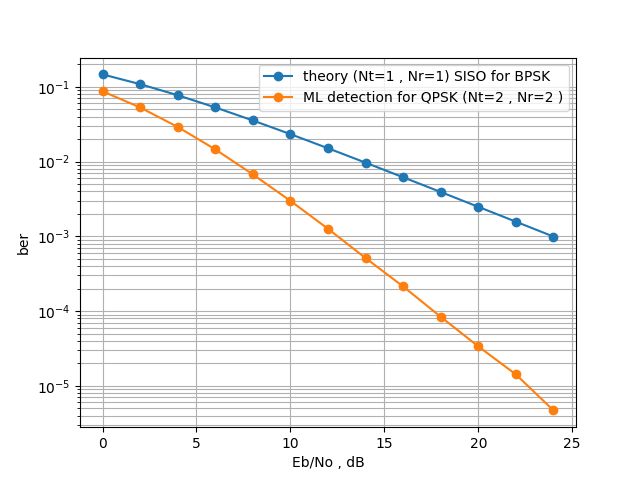 theory (Nt=1 , Nr=1) SISO for BPSK
ML detection for QPSK (Nt=2 , Nr=2 )
10⁻¹
10⁻²
10⁻³
10⁻⁴
10⁻⁵
ber
0 5 10 15 20 25
Eb/No , dB